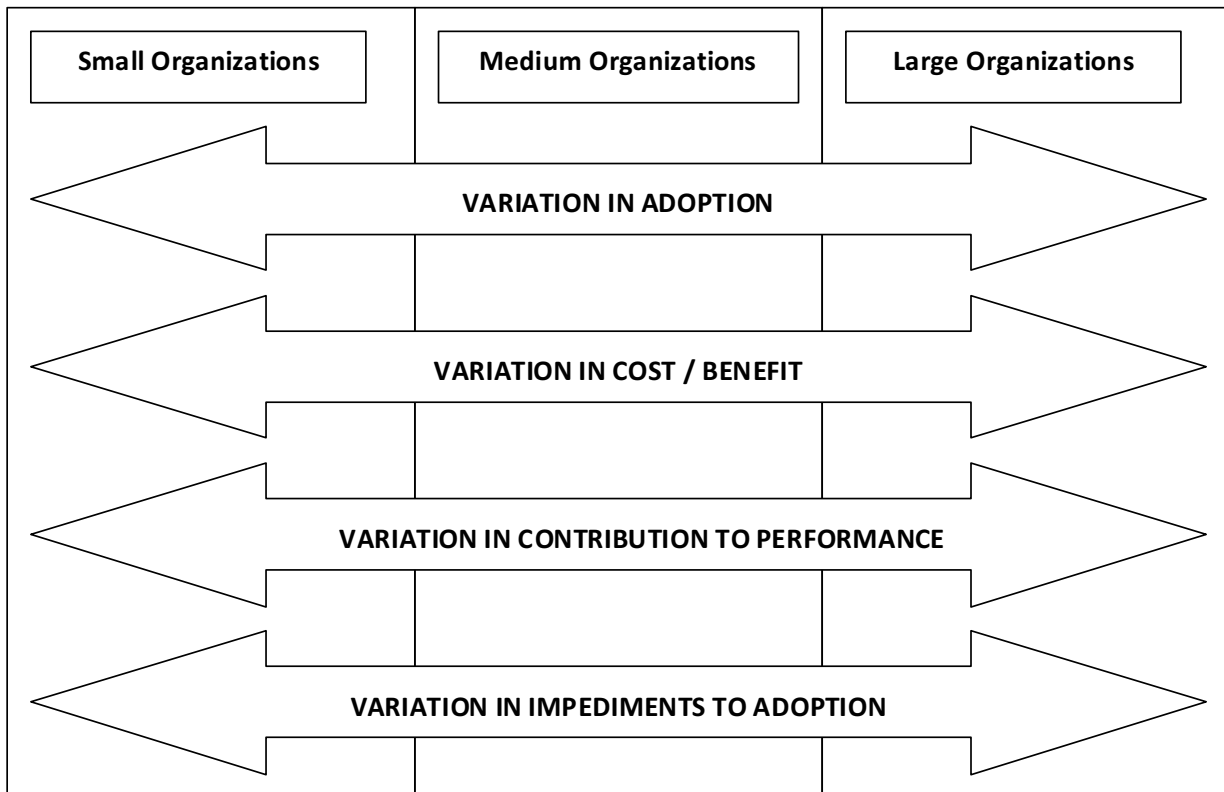 Small Organizations
Medium Organizations
Large Organizations
VARIATION IN ADOPTION
VARIATION IN COST / BENEFIT
VARIATION IN CONTRIBUTION TO PERFORMANCE
VARIATION IN IMPEDIMENTS TO ADOPTION